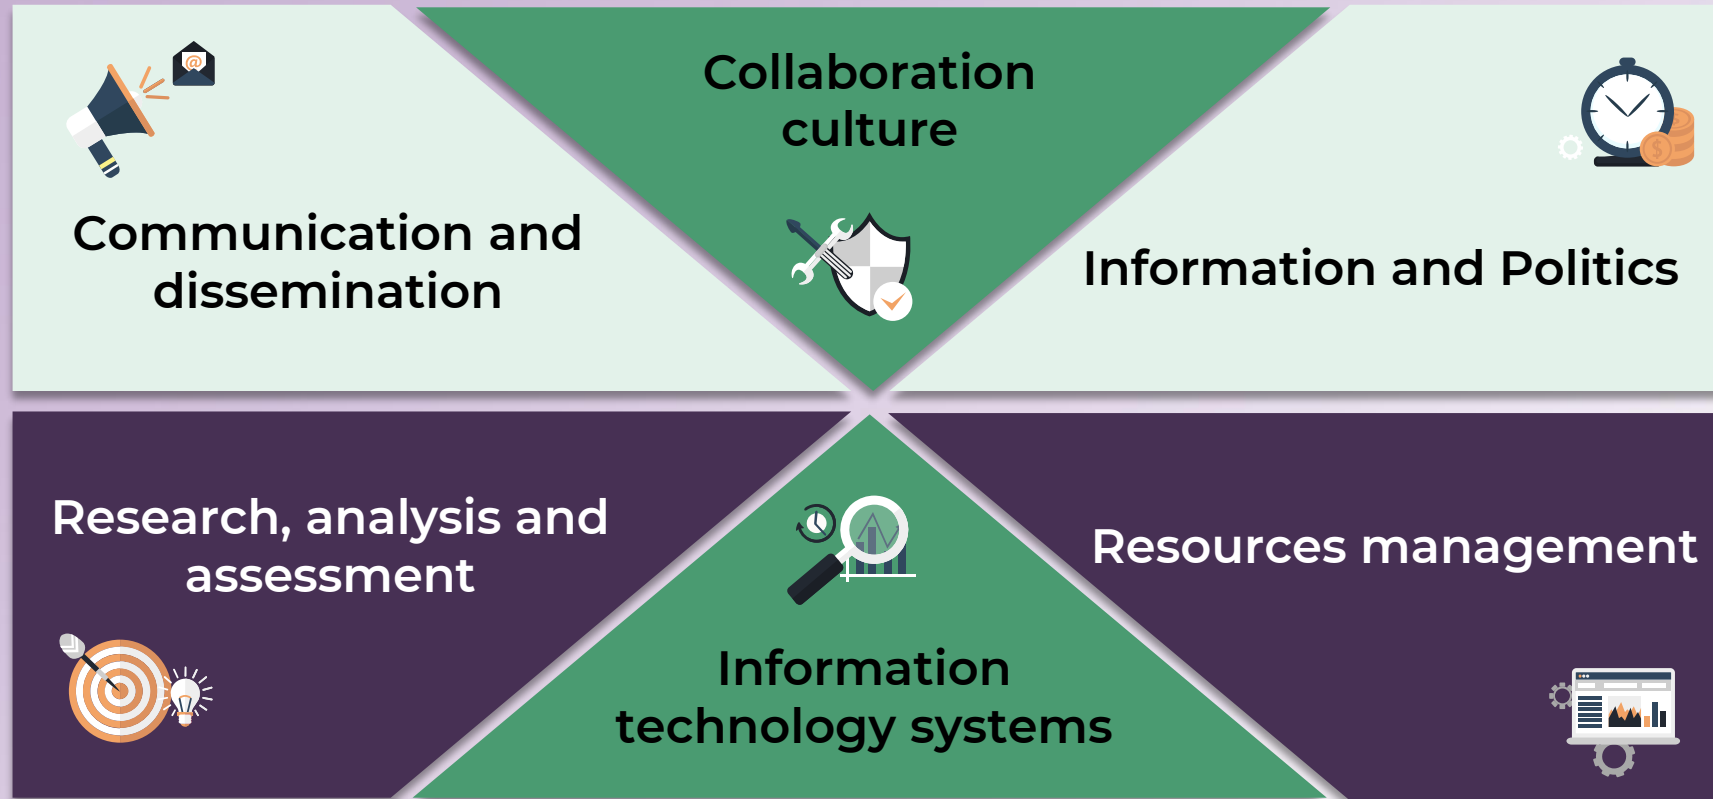 Collaboration
culture
Communication and
dissemination
Information and Politics
Research, analysis and
assessment
Resources management
Information
technology systems